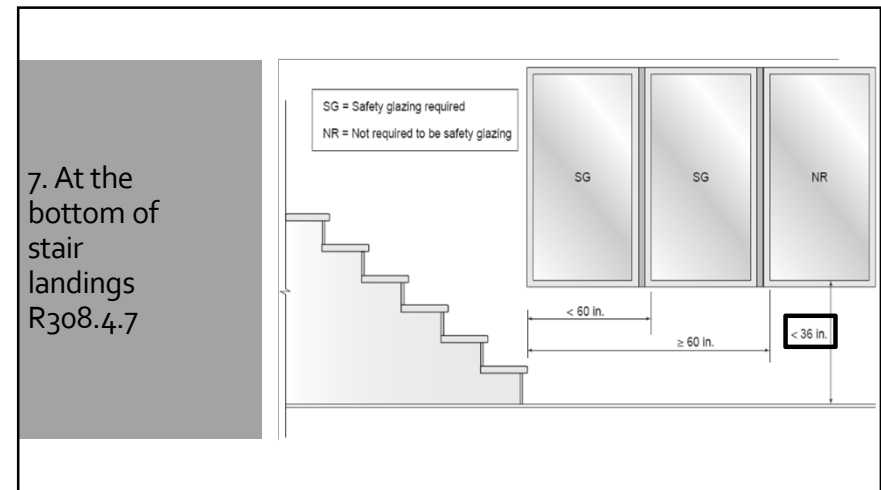 7. At the
bottom of
stair
landings
R308.4.7
SG = Safety glazing required
NR = Not required to be safety glazing
SG
SG
NR
< 60 in.
≥ 60 in.
< 36 in.